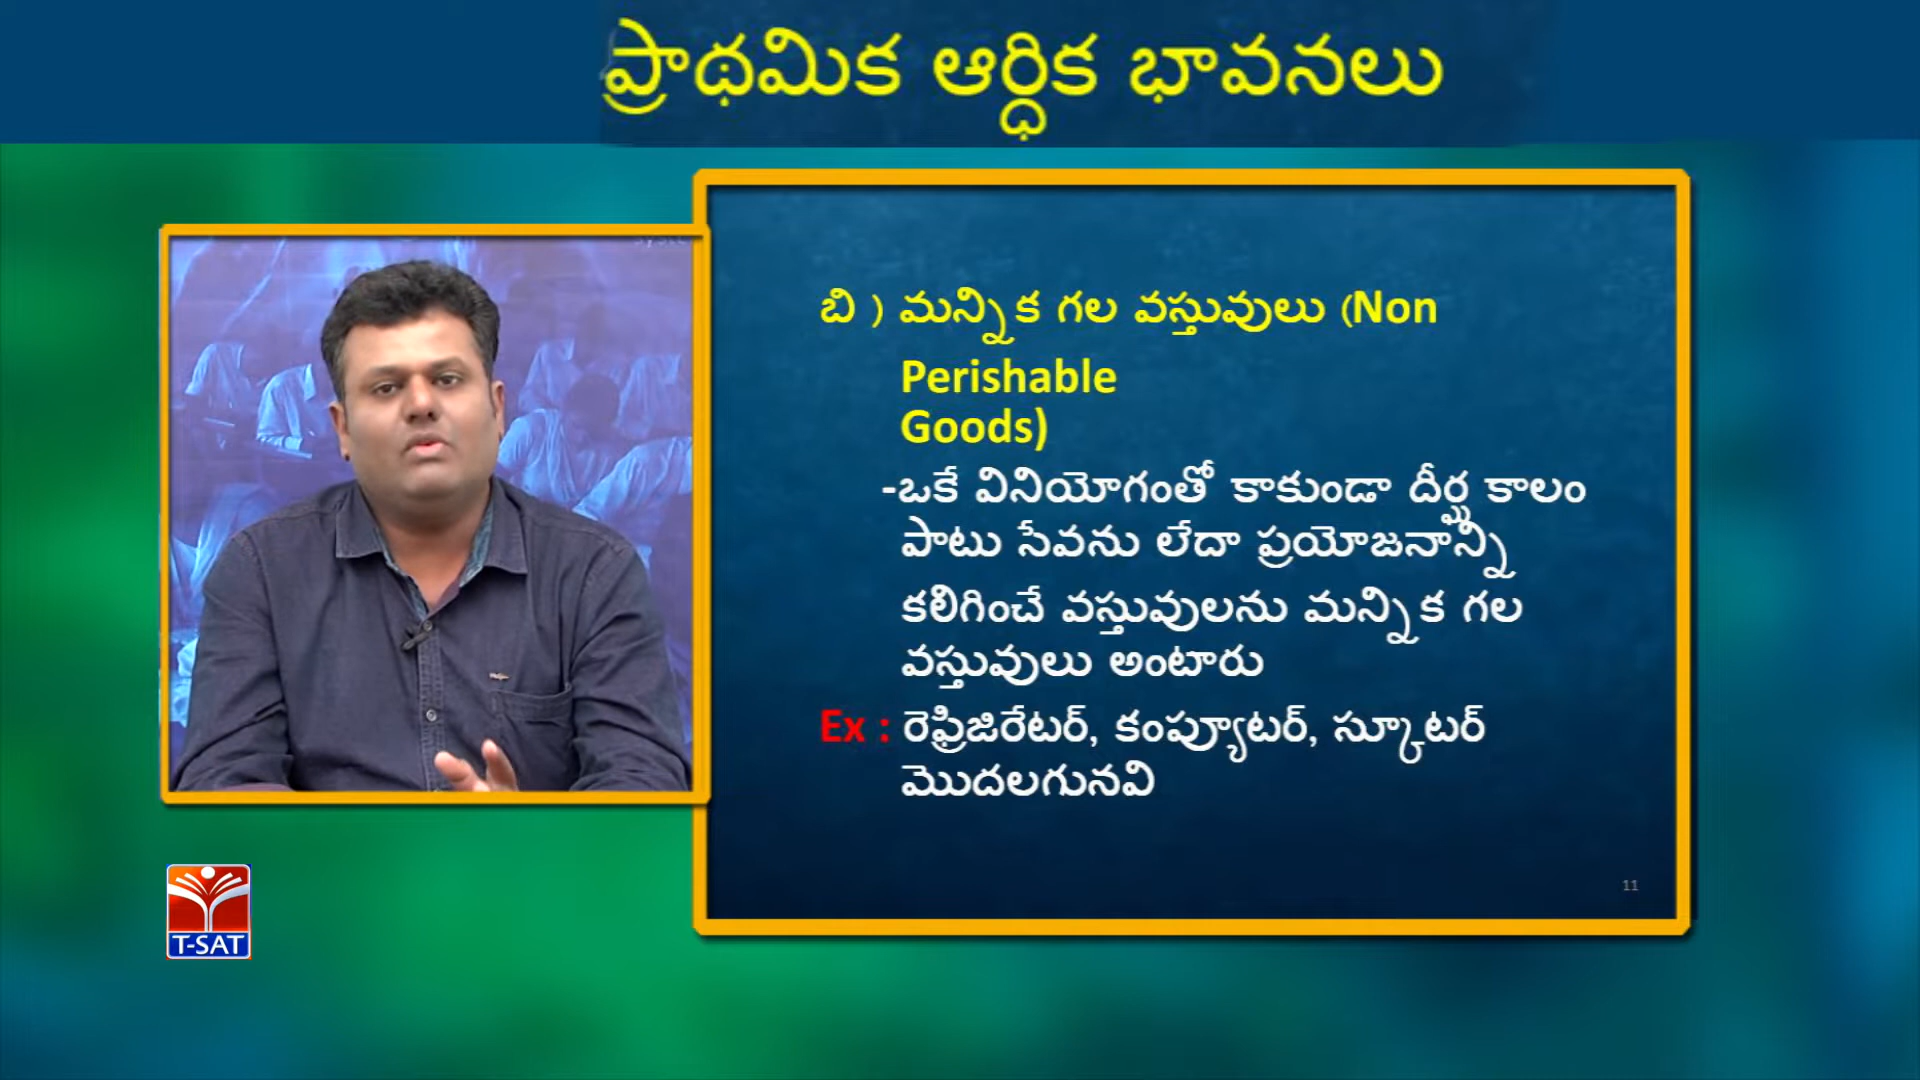 ప్రాథమిక ఆర్ధిక భావనలు
బి ) మన్నిక గల వస్తువులు (Non
Perishable
Goods)
-ఒకే వినియోగంతో కాకుండా దీర్ఘ కాలం
పాటు సేవను లేదా ప్రయోజనాన్ని
కలిగించే వస్తువులను మన్నిక గల
వస్తువులు అంటారు
Ex : రెఫ్రిజిరేటర్, కంప్యూటర్, స్కూటర్
మొదలగునవి
11
T-SAT